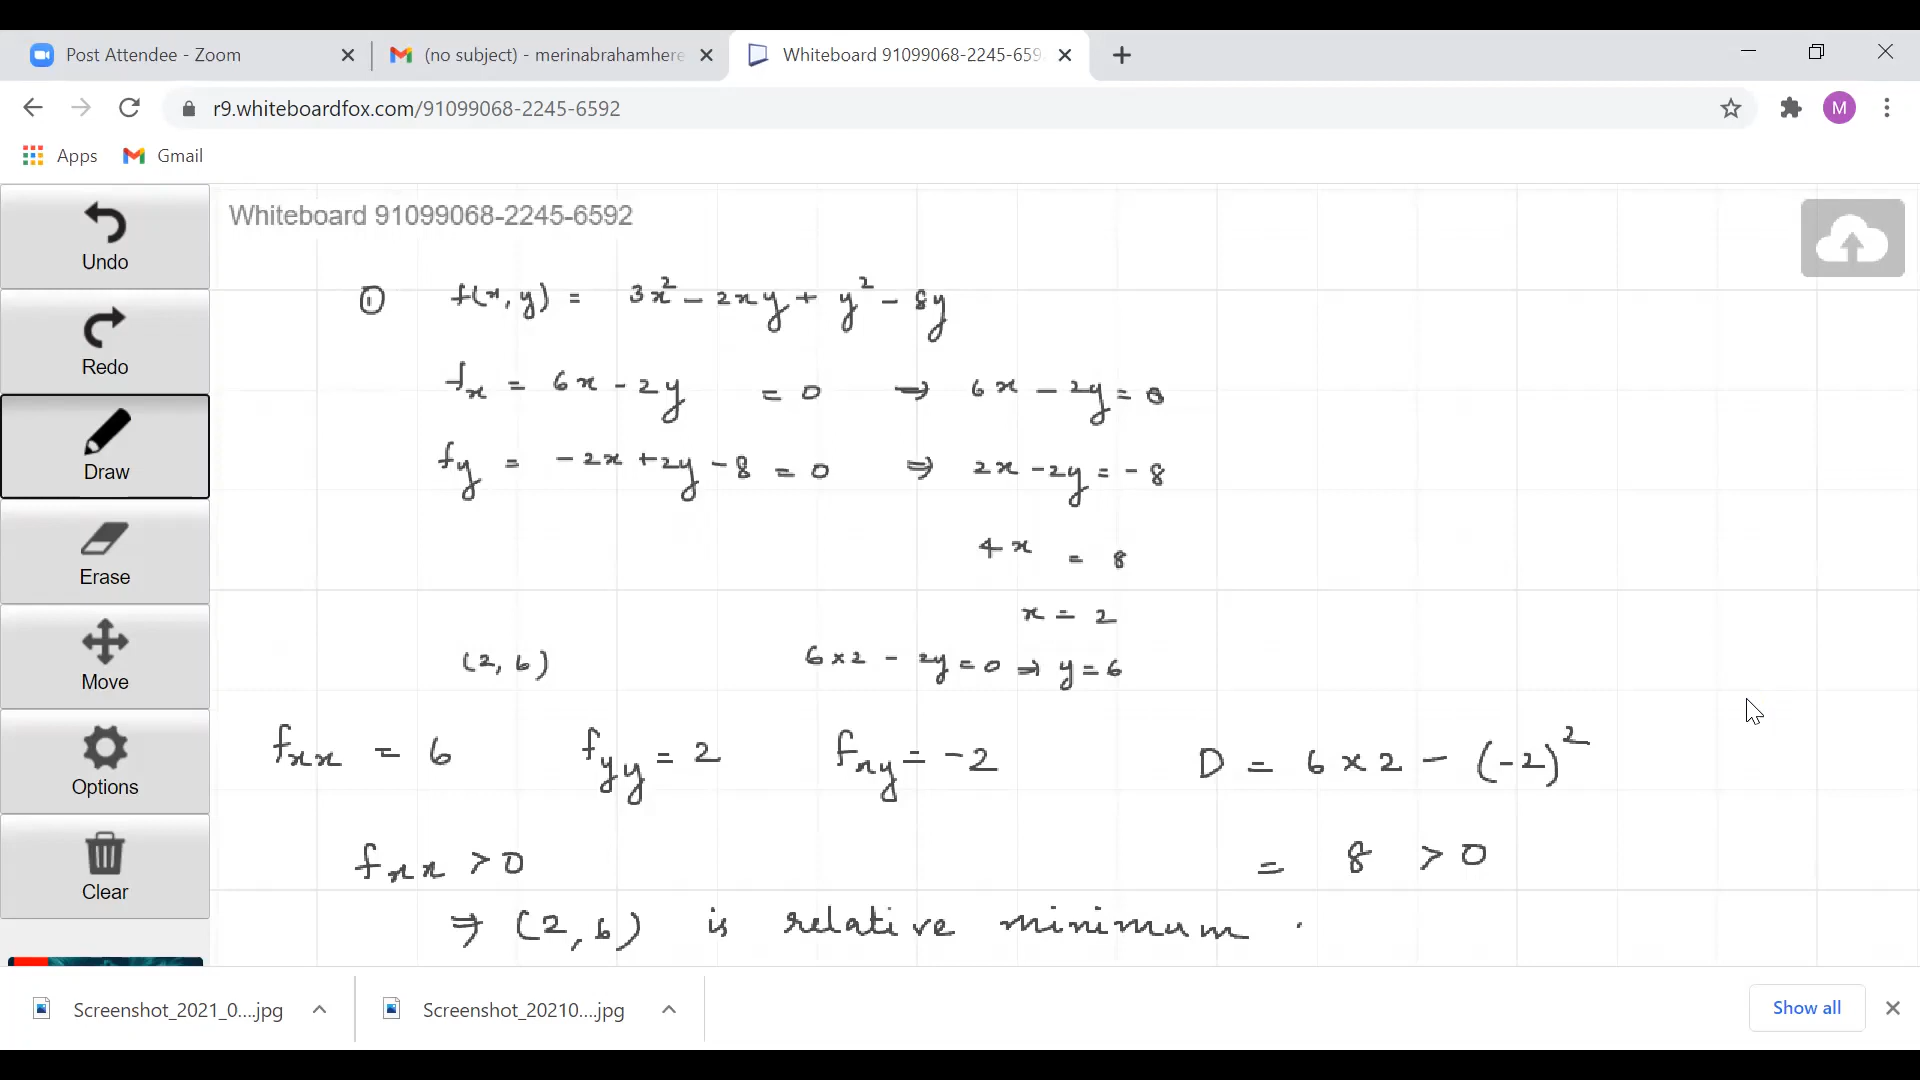 Post Attendee - Zoom
(no subject) - merinabrahamhere
Whiteboard 91099068-2245-659
r9.whiteboardfox.com/91099068-2245-6592
M
Apps
Gmail
Undo
Redo
Draw
Erase
Move
Options
Clear
Whiteboard 91099068-2245-6592
① f(x,y) = 3x² - 2xy + y² - 8y
fx = 6x - 2y = 0 ⇒ 6x - 2y = 0
fy = -2x + 2y - 8 = 0 ⇒ 2x - 2y = -8
4x = 8
x = 2
(2, 6) 6×2 - 2y = 0 ⇒ y = 6
fxx = 6 fyy = 2 fxy = -2 D = 6 × 2 - (-2)²
fxx > 0 = 8 > 0
⇒ (2, 6) is relative minimum .
Screenshot_2021_0....jpg
Screenshot_20210....jpg
Show all